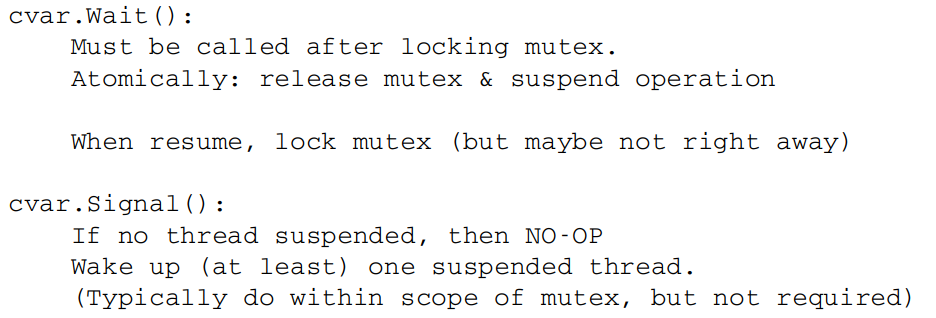 cvar.Wait():
Must be called after locking mutex.
Atomically: release mutex & suspend operation
When resume, lock mutex (but maybe not right away)
cvar.Signal():
If no thread suspended, then NO-OP
Wake up (at least) one suspended thread.
(Typically do within scope of mutex, but not required)